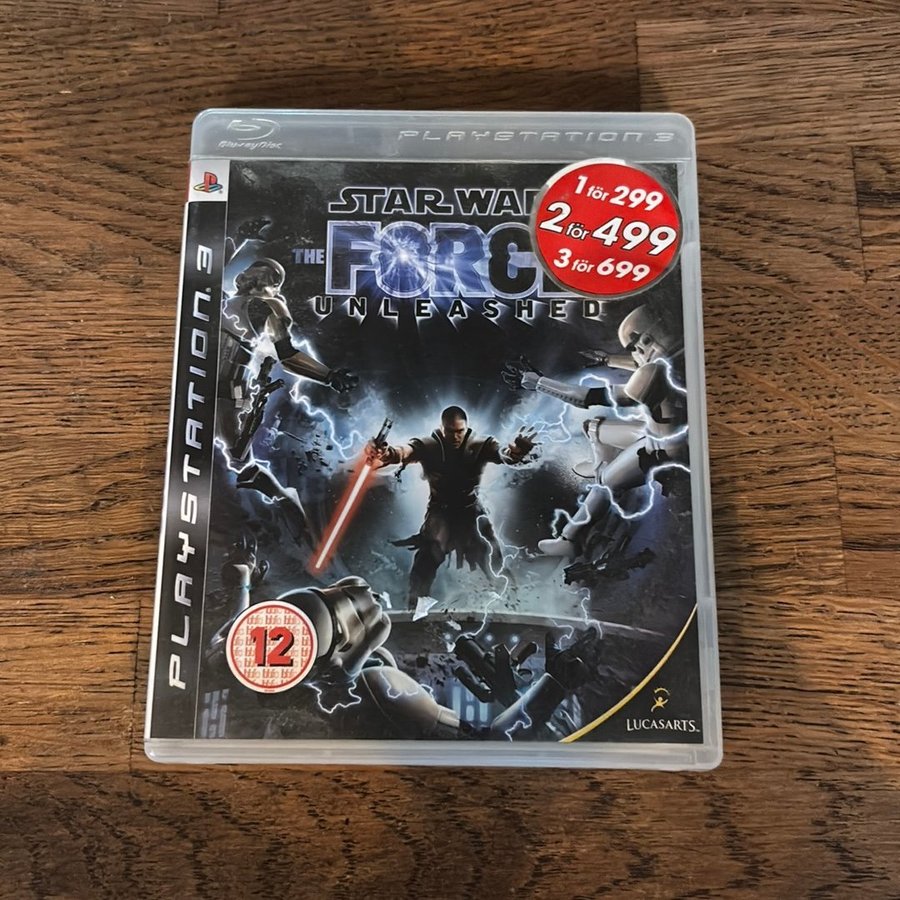 Blu-ray Disc
PLAYSTATION 3
PLAYSTATION 3
STAR WAR
THE FORCE
UNLEASHED
1 för 299
2 för 499
3 för 699
12
LUCASARTS